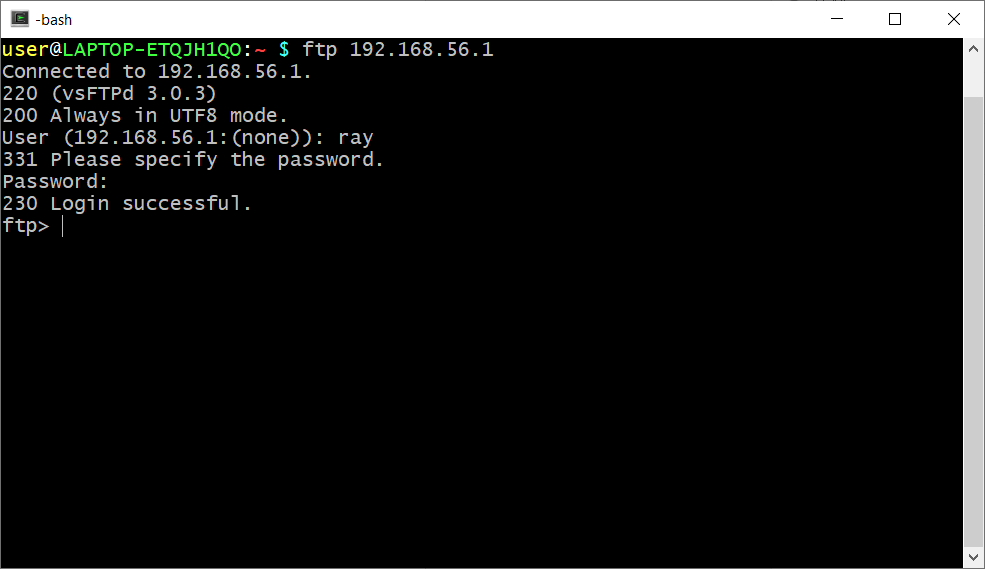 -bash
user@LAPTOP-ETQJH1QO:~ $ ftp 192.168.56.1
Connected to 192.168.56.1.
220 (vsFTPd 3.0.3)
200 Always in UTF8 mode.
User (192.168.56.1:(none)): ray
331 Please specify the password.
Password:
230 Login successful.
ftp>